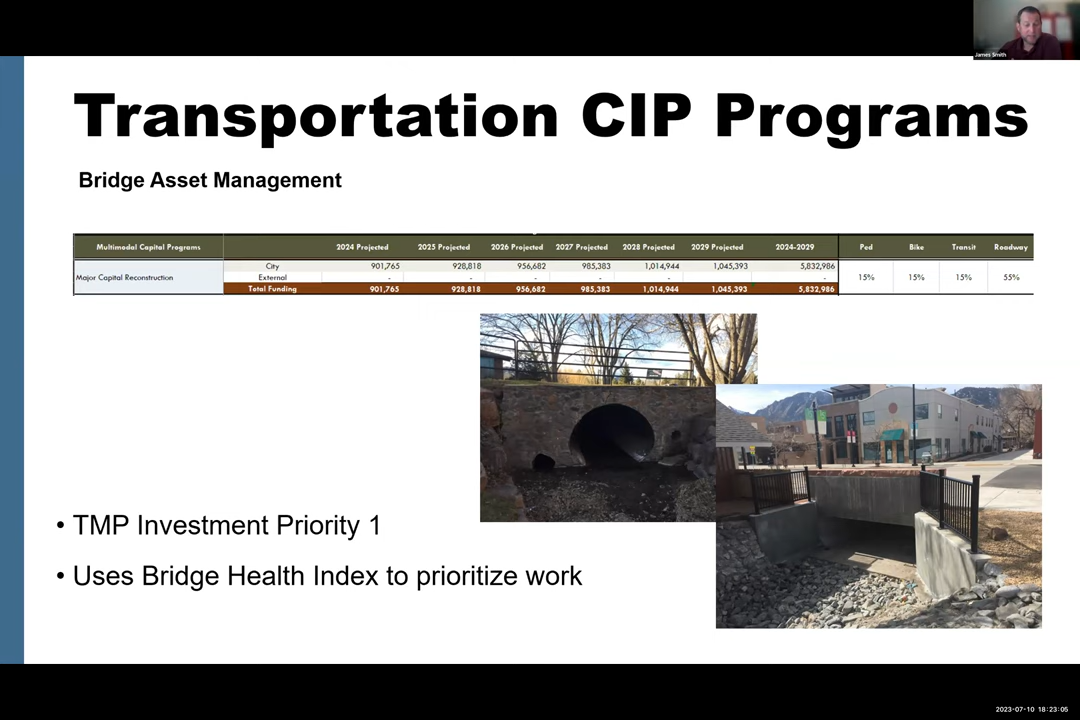 James Smith
Transportation CIP Programs
Bridge Asset Management
Multimodal Capital Programs 2024 Projected 2025 Projected 2026 Projected 2027 Projected 2028 Projected 2029 Projected 2024-2029 Ped Bike Transit Roadway
City 901,765 928,818 956,682 985,383 1,014,944 1,045,393 5,832,986
Major Capital Reconstruction External - - - - - - - 15% 15% 15% 55%
Total Funding 901,765 928,818 956,682 985,383 1,014,944 1,045,393 5,832,986
• TMP Investment Priority 1
• Uses Bridge Health Index to prioritize work
2023-07-10 18:23:05